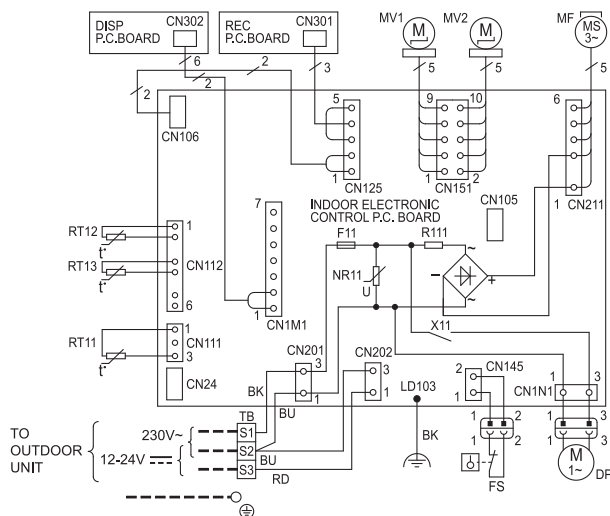 DISP CN302
P.C.BOARD
REC CN301
P.C.BOARD
MV1
M
MV2
M
MF
MS
3~
6
2
2
2
3
5
5
5
CN106
5
1
CN125
9 10
1 2
CN151
6
1
CN211
INDOOR ELECTRONIC
CONTROL P.C. BOARD
CN105
7
1
CN1M1
RT12
t°
RT13
t°
1
6
CN112
RT11
t°
1
3
CN111
CN24
F11
R111
NR11
U
~
− +
~
X11
CN201
3
1
CN202
3
1
LD103
CN145
2
1
CN1N1
1 3
1 3
BK
BU
BK
TB
S1
S2
S3
BU
RD
230V~
12-24V
TO
OUTDOOR
UNIT
1 2
1 2
FS
1 3
1 3
M
1~
DP